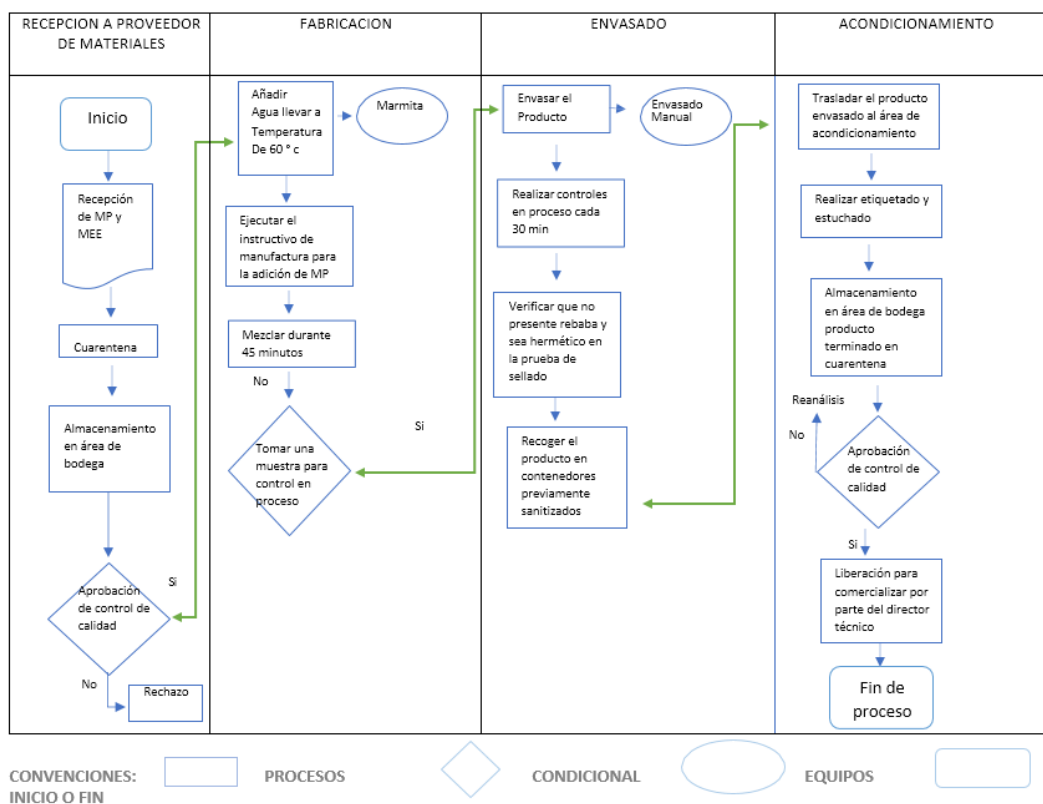 RECEPCION A PROVEEDOR
DE MATERIALES
FABRICACION
ENVASADO
ACONDICIONAMIENTO
Inicio
Recepción
de MP y
MEE
Cuarentena
Almacenamiento
en área de
bodega
Si
Aprobación
de control de
calidad
No
Rechazo
Añadir
Agua llevar a
Temperatura
De 60 ° c
Marmita
Ejecutar el
instructivo de
manufactura para
la adición de MP
Mezclar durante
45 minutos
No
Si
Tomar una
muestra para
control en
proceso
Envasar el
Producto
Envasado
Manual
Realizar controles
en proceso cada
30 min
Verificar que no
presente rebaba y
sea hermético en
la prueba de
sellado
Recoger el
producto en
contenedores
previamente
sanitizados
Trasladar el producto
envasado al área de
acondicionamiento
Realizar etiquetado y
estuchado
Almacenamiento
en área de bodega
producto
terminado en
cuarentena
Reanálisis
No
Aprobación
de control de
calidad
Si
Liberación para
comercializar por
parte del director
técnico
Fin de
proceso
CONVENCIONES: PROCESOS CONDICIONAL EQUIPOS
INICIO O FIN